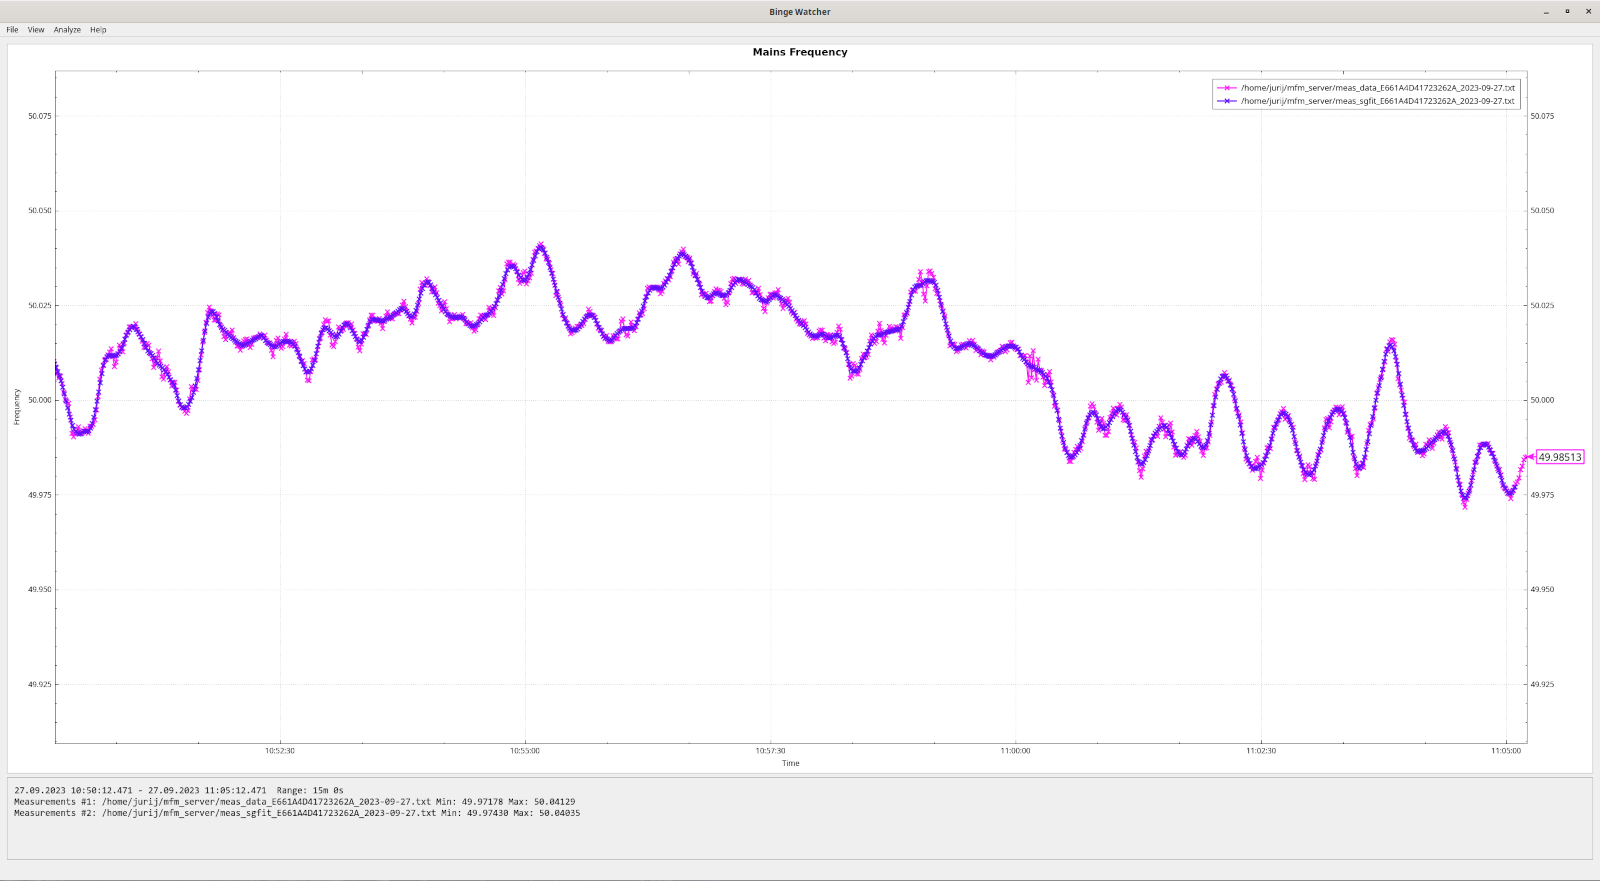 Binge Watcher
File View Analyze Help
Mains Frequency
/home/jurij/mfm_server/meas_data_E661A4D41723262A_2023-09-27.txt
/home/jurij/mfm_server/meas_sgfit_E661A4D41723262A_2023-09-27.txt
50.075 50.075
50.050 50.050
50.025 50.025
50.000 50.000
Frequency
49.98513
49.975 49.975
49.950 49.950
49.925 49.925
10:52:30 10:55:00 10:57:30 11:00:00 11:02:30 11:05:00
Time
27.09.2023 10:50:12.471 - 27.09.2023 11:05:12.471 Range: 15m 0s
Measurements #1: /home/jurij/mfm_server/meas_data_E661A4D41723262A_2023-09-27.txt Min: 49.97178 Max: 50.04129
Measurements #2: /home/jurij/mfm_server/meas_sgfit_E661A4D41723262A_2023-09-27.txt Min: 49.97430 Max: 50.04035